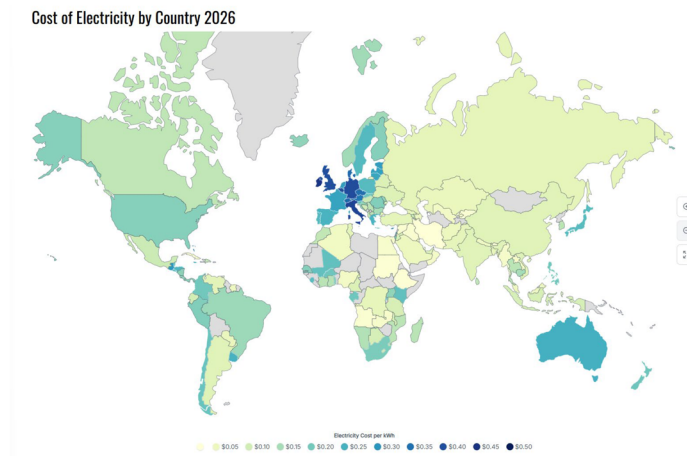 Cost of Electricity by Country 2026
Electricity Cost per kWh
$0.05 $0.10 $0.15 $0.20 $0.25 $0.30 $0.35 $0.40 $0.45 $0.50